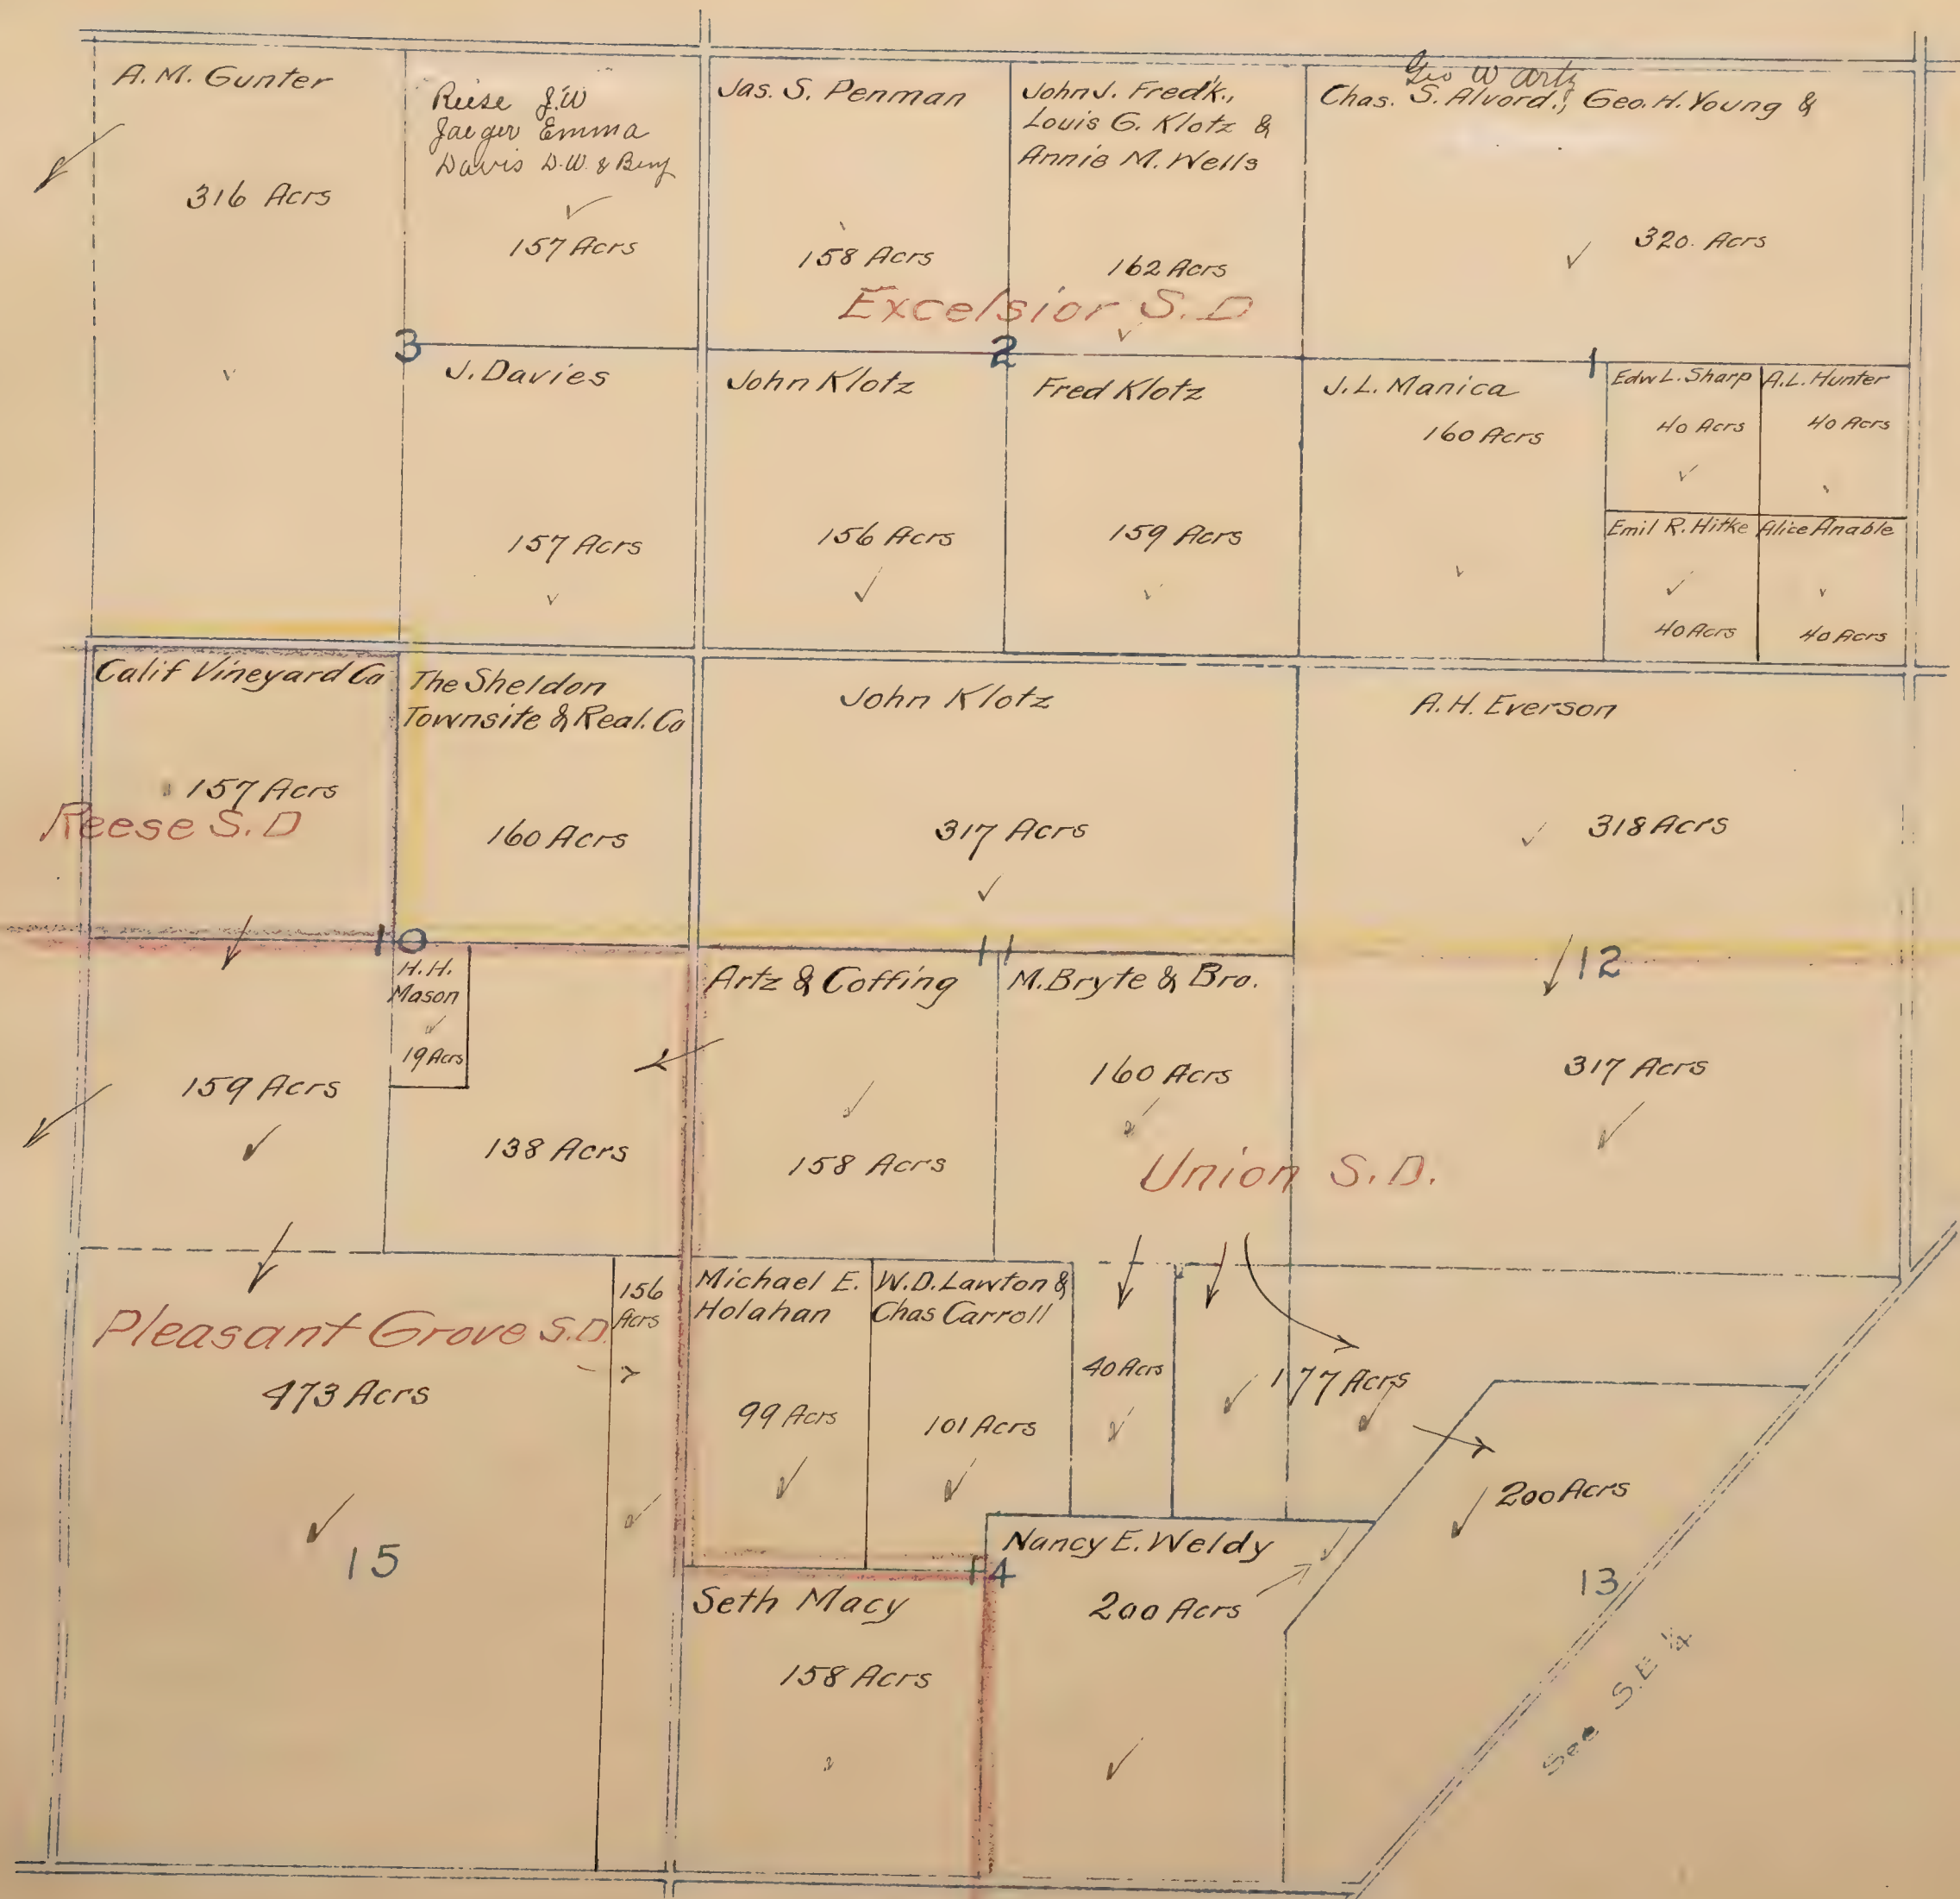 A. M. Gunter
316 Acrs
Reese J. W
Jaeger Emma
Davis D. W. & Benj
157 Acrs
Jas. S. Penman
158 Acrs
John J. Fredk.,
Louis G. Klotz &
Annie M. Wells
162 Acrs
Geo W Artz
Chas. S. Alvord., Geo. H. Young &
320. Acrs
Excelsior S. D
3
2
1
J. Davies
157 Acrs
John Klotz
156 Acrs
Fred Klotz
159 Acrs
J. L. Manica
160 Acrs
Edw L. Sharp
40 Acrs
A. L. Hunter
40 Acrs
Emil R. Hitke
40 Acrs
Alice Anable
40 Acrs
Calif Vineyard Co
157 Acrs
Reese S. D
The Sheldon
Townsite & Real. Co
160 Acrs
John Klotz
317 Acrs
A. H. Everson
318 Acrs
10
11
12
H. H.
Mason
19 Acrs
159 Acrs
138 Acrs
Artz & Coffing
158 Acrs
M. Bryte & Bro.
160 Acrs
317 Acrs
Union S. D.
Pleasant Grove S. D.
473 Acrs
15
156
Acrs
Michael E.
Holahan
99 Acrs
W. D. Lawton &
Chas Carroll
101 Acrs
40 Acrs
177 Acrs
200 Acrs
14
13
Nancy E. Weldy
200 Acrs
Seth Macy
158 Acrs
See S. E 1/4